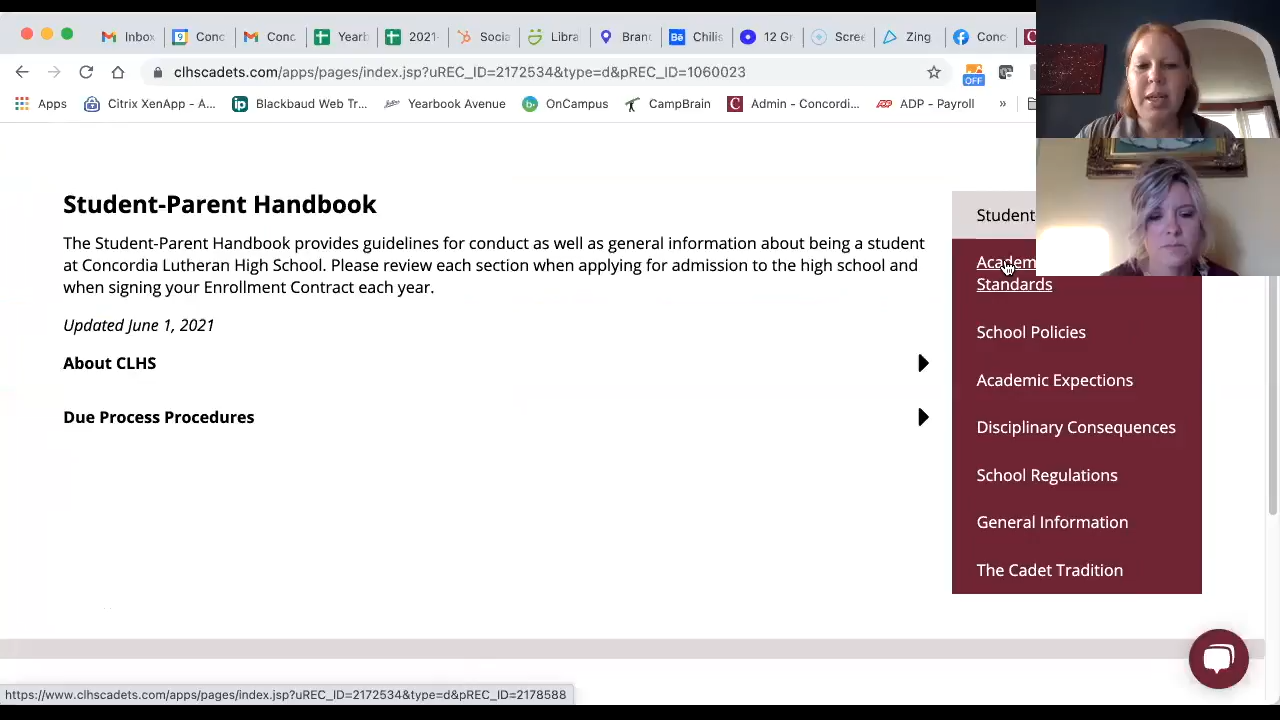 Inbo
Conc
Conc
Yearb
2021-
Socia
Libra
Bran
Chilis
12 Gr
Scree
Zing
Conc
clhscadets.com/apps/pages/index.jsp?uREC_ID=2172534&type=d&pREC_ID=1060023
OFF
Apps
Citrix XenApp - A...
Blackbaud Web Tr...
Yearbook Avenue
OnCampus
CampBrain
Admin - Concordi...
ADP - Payroll
»
Student-Parent Handbook
The Student-Parent Handbook provides guidelines for conduct as well as general information about being a student
at Concordia Lutheran High School. Please review each section when applying for admission to the high school and
when signing your Enrollment Contract each year.
Updated June 1, 2021
About CLHS
Due Process Procedures
Student
Academ
Standards
School Policies
Academic Expections
Disciplinary Consequences
School Regulations
General Information
The Cadet Tradition
https://www.clhscadets.com/apps/pages/index.jsp?uREC_ID=2172534&type=d&pREC_ID=2178588